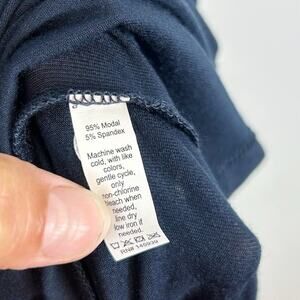 95% Modal
5% Spandex
Machine wash
cold, with like
colors,
gentle cycle,
only
non-chlorine
bleach when
needed,
line dry
low iron if
needed.